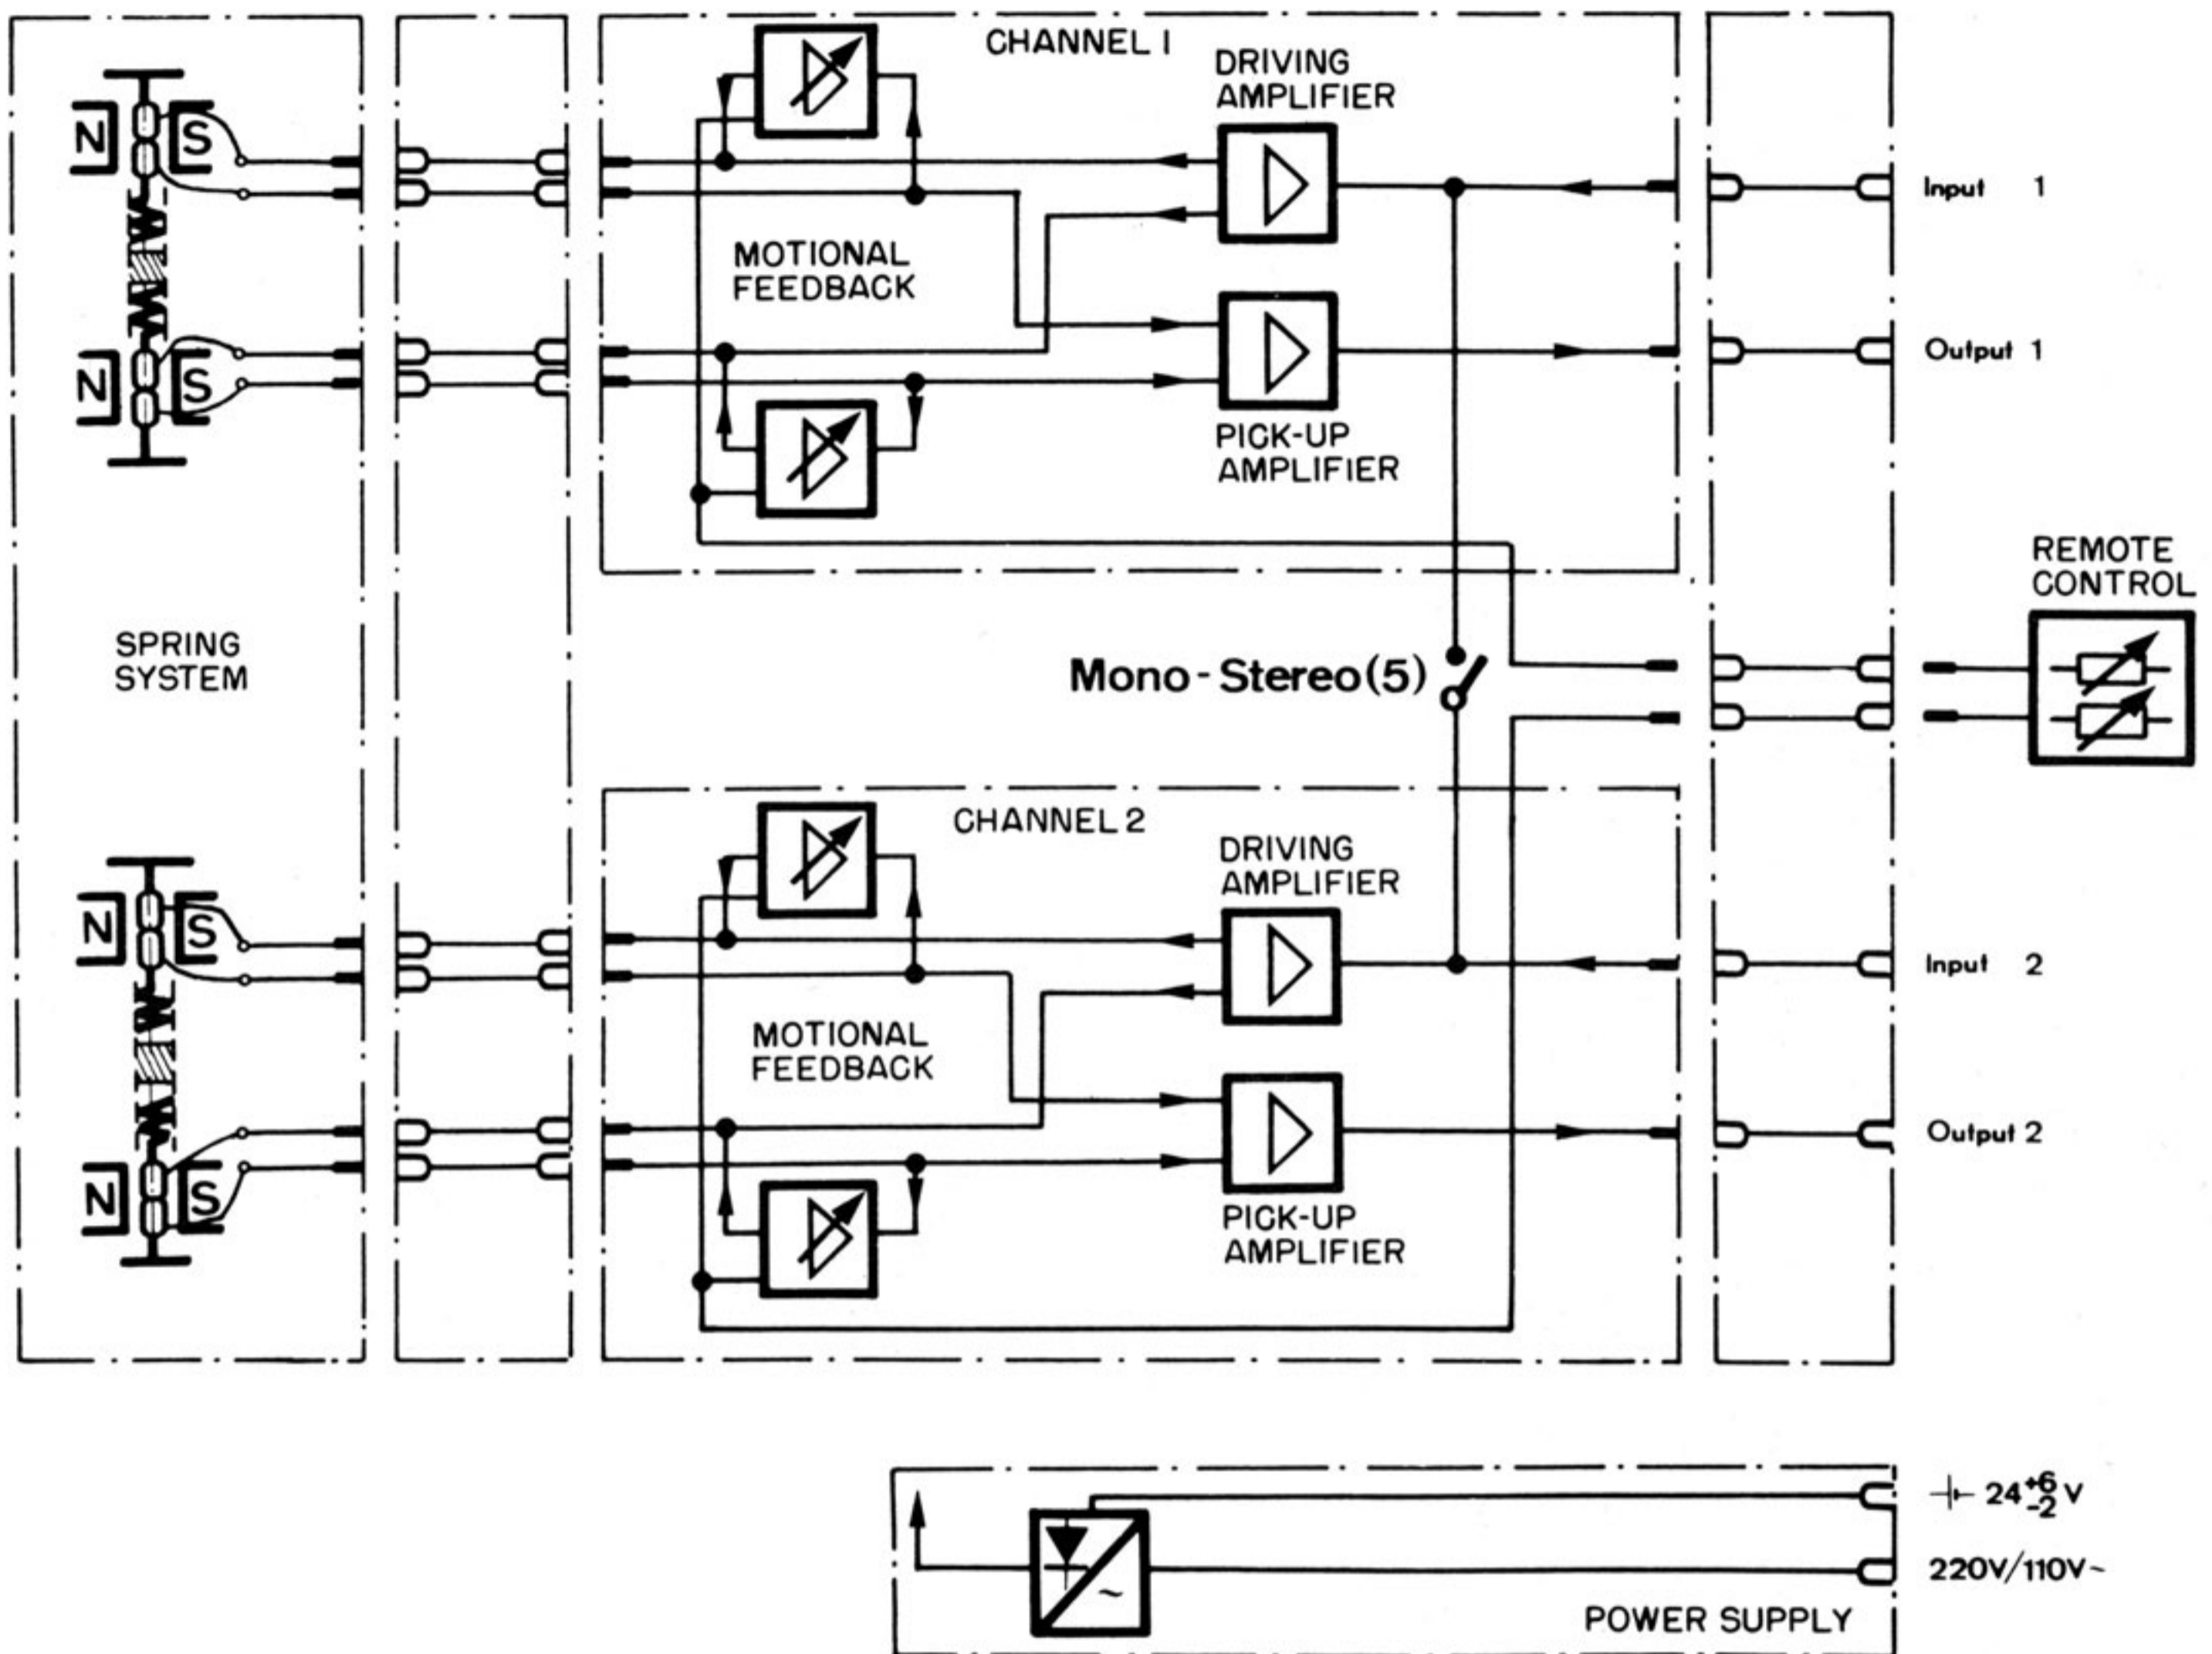 CHANNEL 1
DRIVING
AMPLIFIER
N S
Input 1
MOTIONAL
FEEDBACK
N S
Output 1
PICK-UP
AMPLIFIER
REMOTE
CONTROL
SPRING
SYSTEM
Mono-Stereo(5)
CHANNEL 2
DRIVING
AMPLIFIER
N S
Input 2
MOTIONAL
FEEDBACK
N S
Output 2
PICK-UP
AMPLIFIER
24 +6 -2 V
~
220V/110V~
POWER SUPPLY